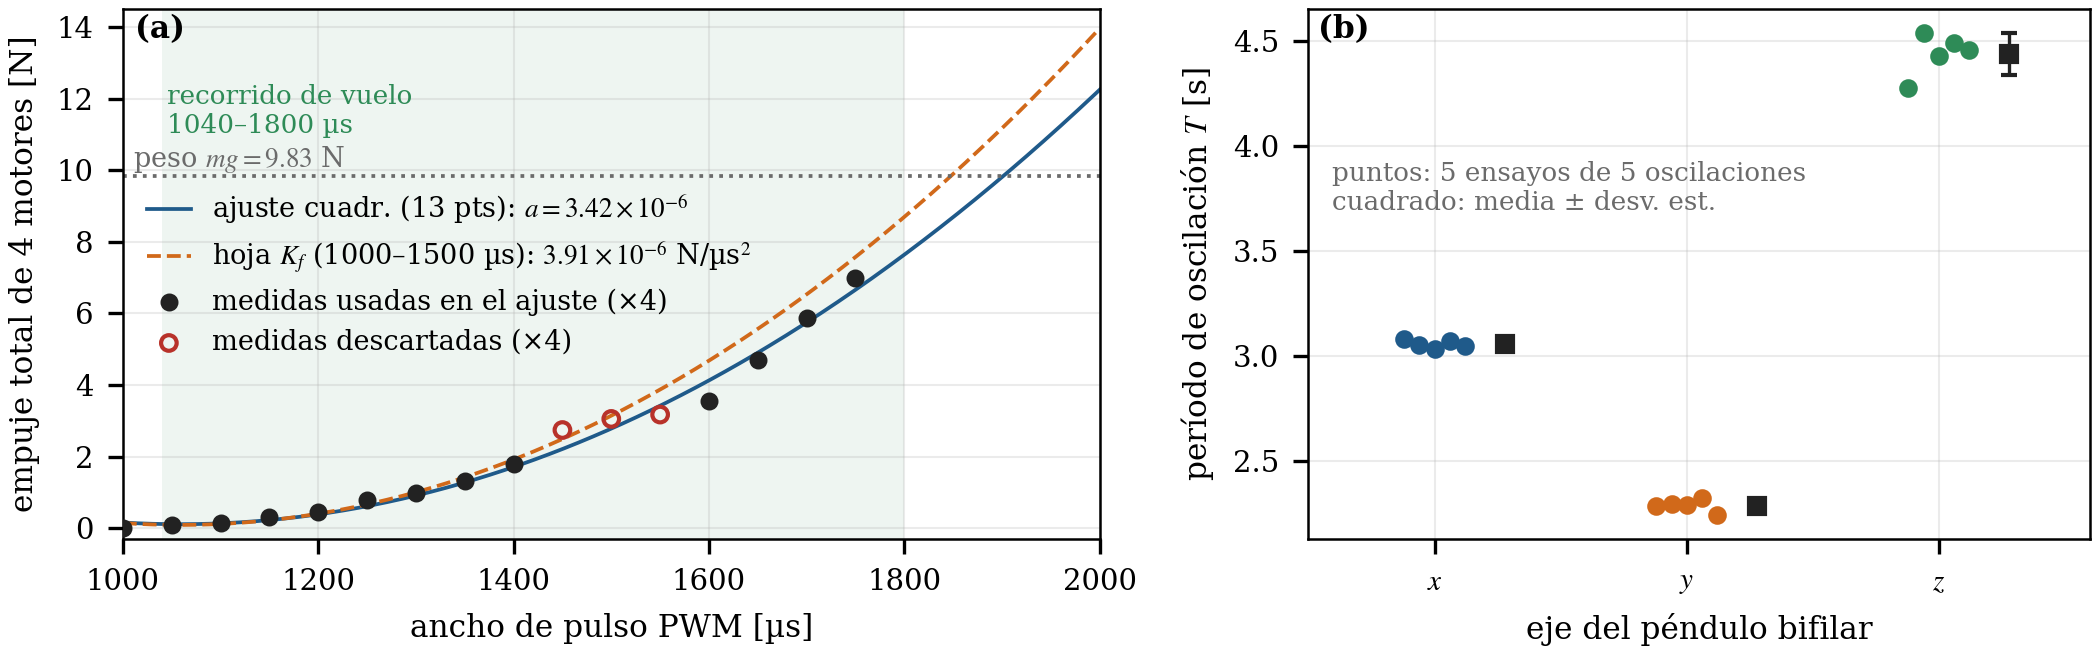 (a)
empuje total de 4 motores [N]
14
12
10
8
6
4
2
0
recorrido de vuelo
1040–1800 µs
peso mg = 9.83 N
ajuste cuadr. (13 pts): a = 3.42 × 10⁻⁶
hoja K_f (1000–1500 µs): 3.91 × 10⁻⁶ N/µs²
medidas usadas en el ajuste (×4)
medidas descartadas (×4)
1000 1200 1400 1600 1800 2000
ancho de pulso PWM [µs]
(b)
período de oscilación T [s]
4.5
4.0
3.5
3.0
2.5
puntos: 5 ensayos de 5 oscilaciones
cuadrado: media ± desv. est.
x y z
eje del péndulo bifilar